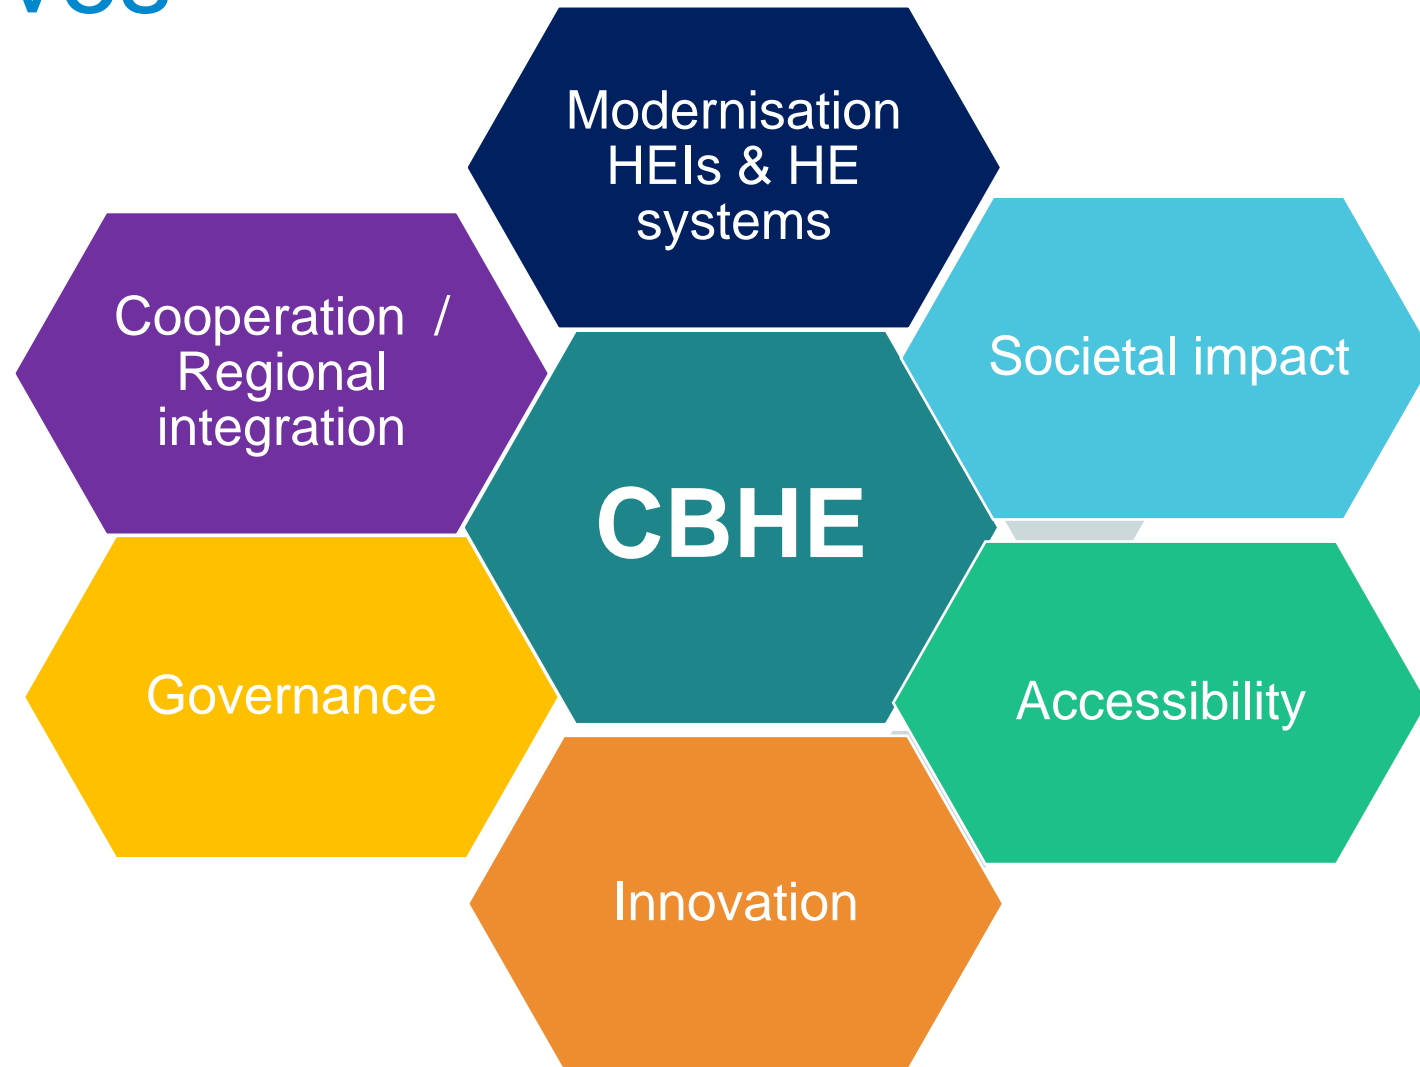 Modernisation
HEIs & HE
systems
Cooperation /
Regional
integration
Societal impact
CBHE
Governance
Accessibility
Innovation